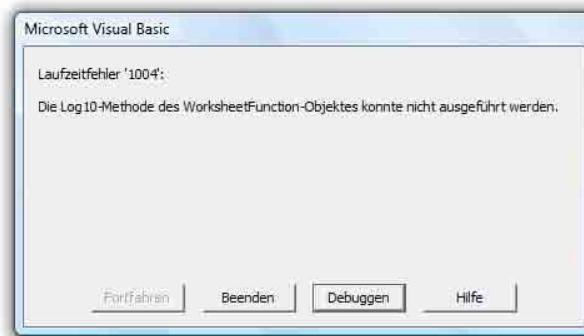 Microsoft Visual Basic
Laufzeitfehler '1004':
Die Log10-Methode des WorksheetFunction-Objektes konnte nicht ausgeführt werden.
Fortfahren Beenden Debuggen Hilfe